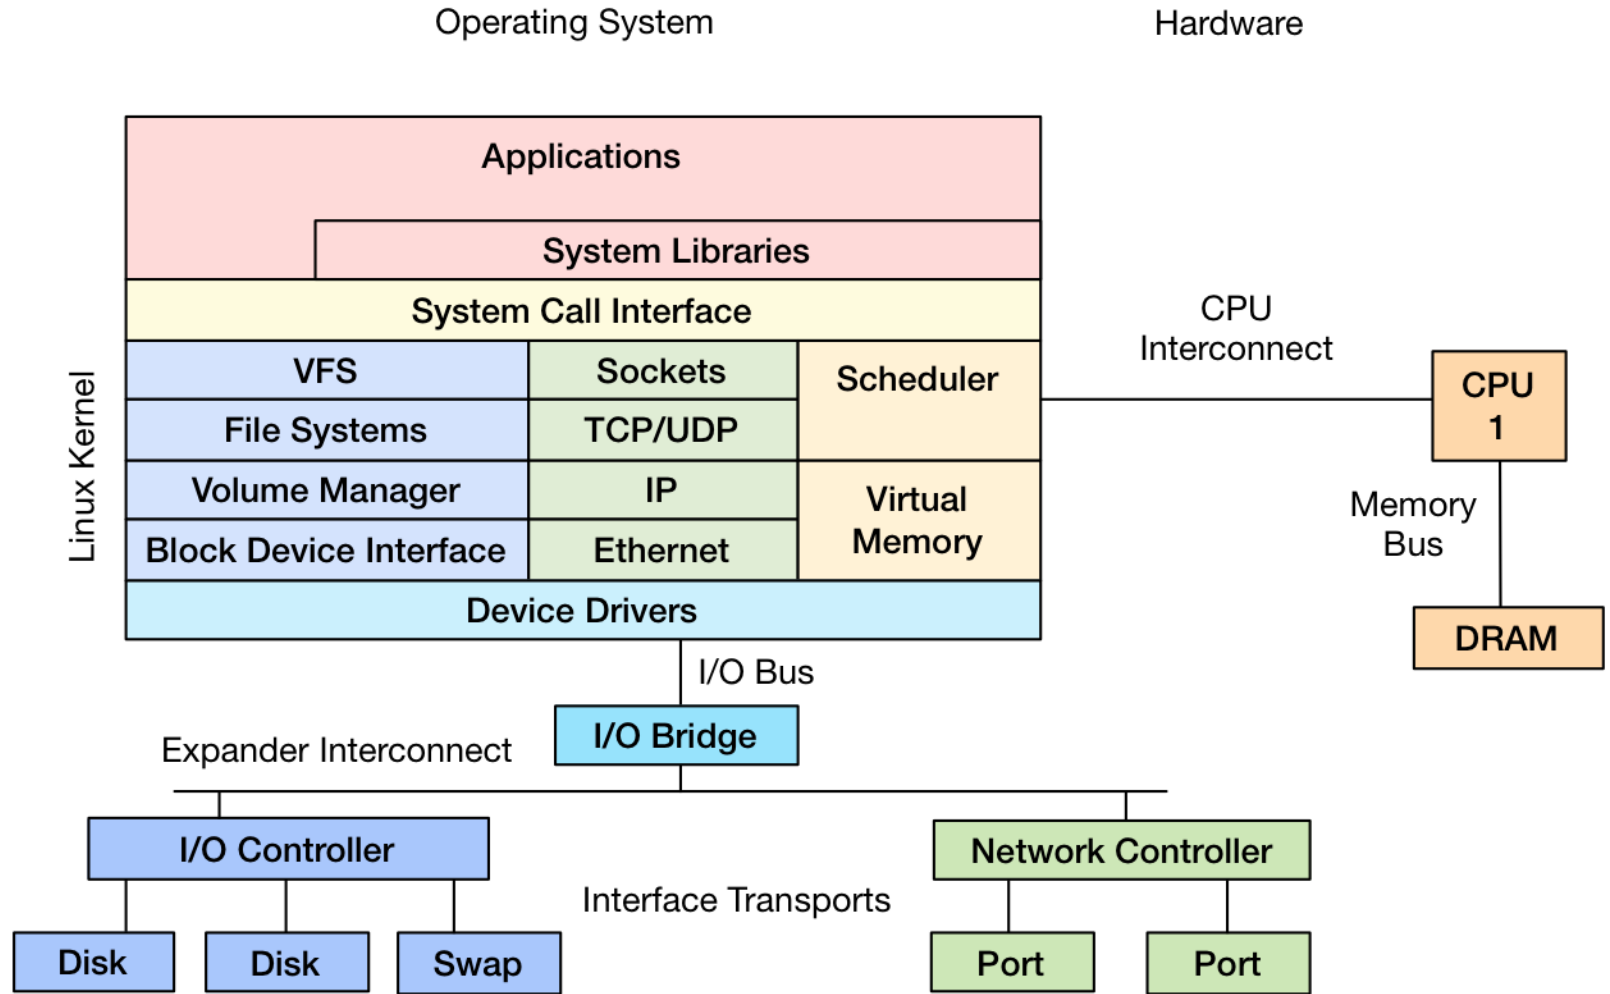 Operating System
Hardware
Applications
System Libraries
System Call Interface
Linux Kernel
VFS
Sockets
Scheduler
File Systems
TCP/UDP
Volume Manager
IP
Virtual
Memory
Block Device Interface
Ethernet
Device Drivers
CPU
Interconnect
CPU
1
Memory
Bus
DRAM
I/O Bus
I/O Bridge
Expander Interconnect
I/O Controller
Network Controller
Interface Transports
Disk
Disk
Swap
Port
Port